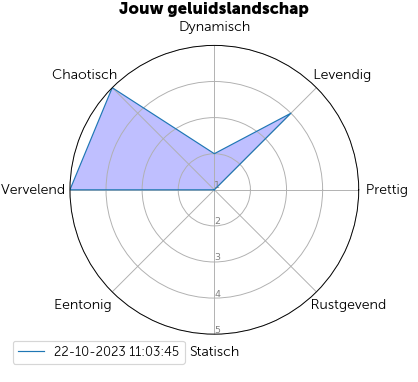 Jouw geluidslandschap
Dynamisch
Chaotisch
Levendig
Vervelend
Prettig
1
2
3
4
5
Eentonig
Rustgevend
22-10-2023 11:03:45
Statisch